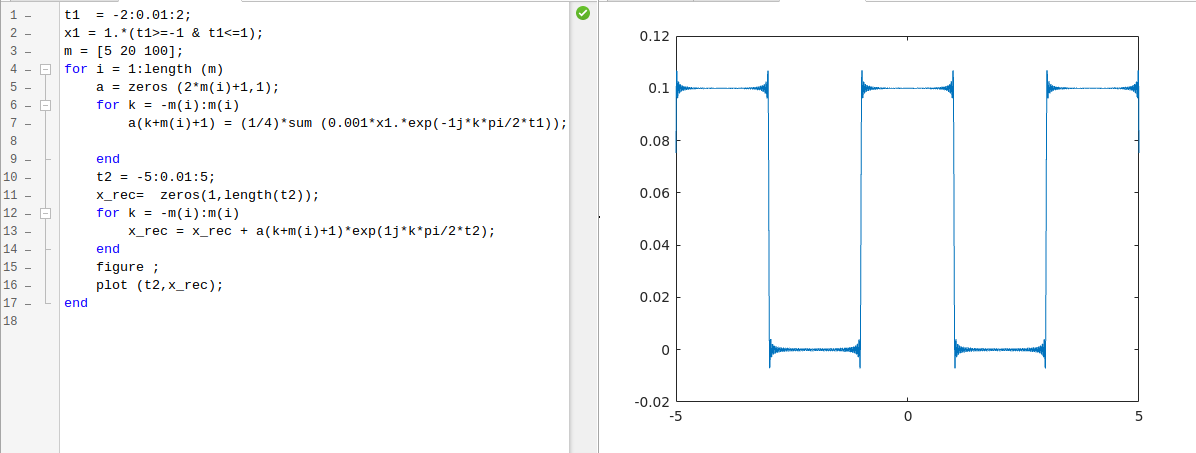 1 – t1  = -2:0.01:2;
2 – x1 = 1.*(t1>=-1 & t1<=1);
3 – m = [5 20 100];
4 – for i = 1:length (m)
5 –     a = zeros (2*m(i)+1,1);
6 –     for k = -m(i):m(i)
7 –         a(k+m(i)+1) = (1/4)*sum (0.001*x1.*exp(-1j*k*pi/2*t1));
8
9 –     end
10 –     t2 = -5:0.01:5;
11 –     x_rec=  zeros(1,length(t2));
12 –     for k = -m(i):m(i)
13 –         x_rec = x_rec + a(k+m(i)+1)*exp(1j*k*pi/2*t2);
14 –     end
15 –     figure ;
16 –     plot (t2,x_rec);
17 – end
18
0.12
0.1
0.08
0.06
0.04
0.02
0
-0.02
-5 0 5